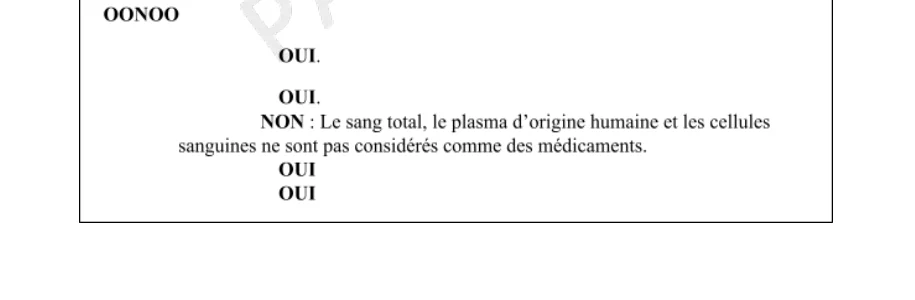 OONOO
OUI.
OUI.
NON : Le sang total, le plasma d'origine humaine et les cellules
sanguines ne sont pas considérés comme des médicaments.
OUI
OUI